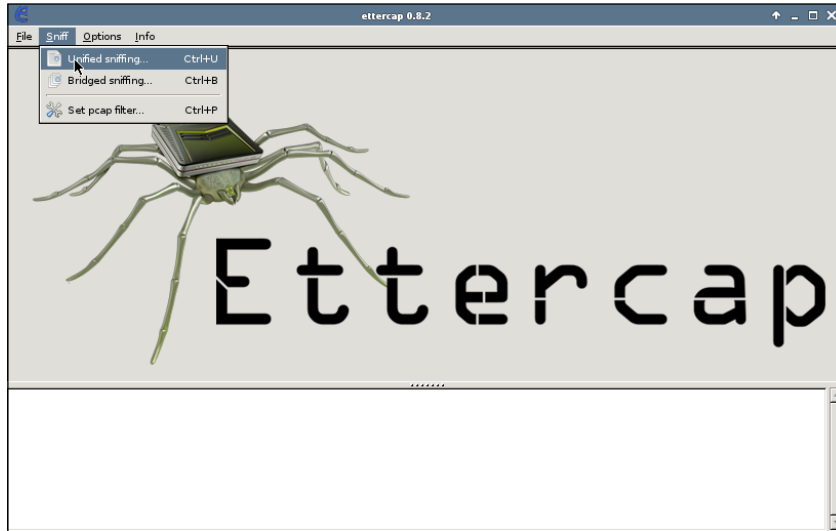 ettercap 0.8.2
File Sniff Options Info
Unified sniffing... Ctrl+U
Bridged sniffing... Ctrl+B
Set pcap filter... Ctrl+P
Ettercap